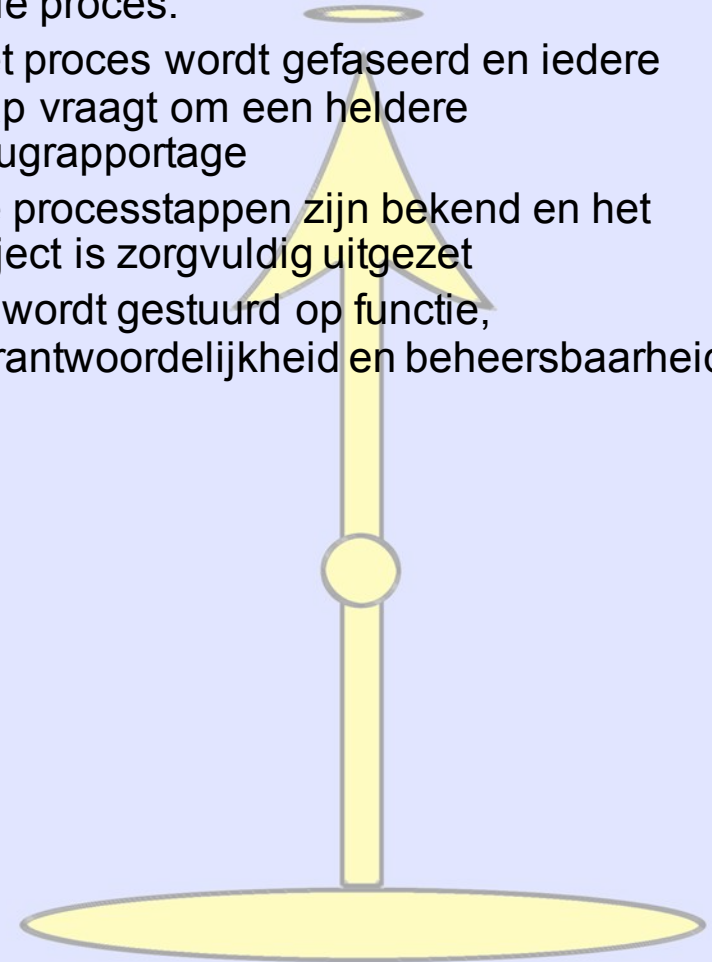 le proces.
t proces wordt gefaseerd en iedere
p vraagt om een heldere
ugrapportage
processtappen zijn bekend en het
ject is zorgvuldig uitgezet
wordt gestuurd op functie,
rantwoordelijkheid en beheersbaarheid